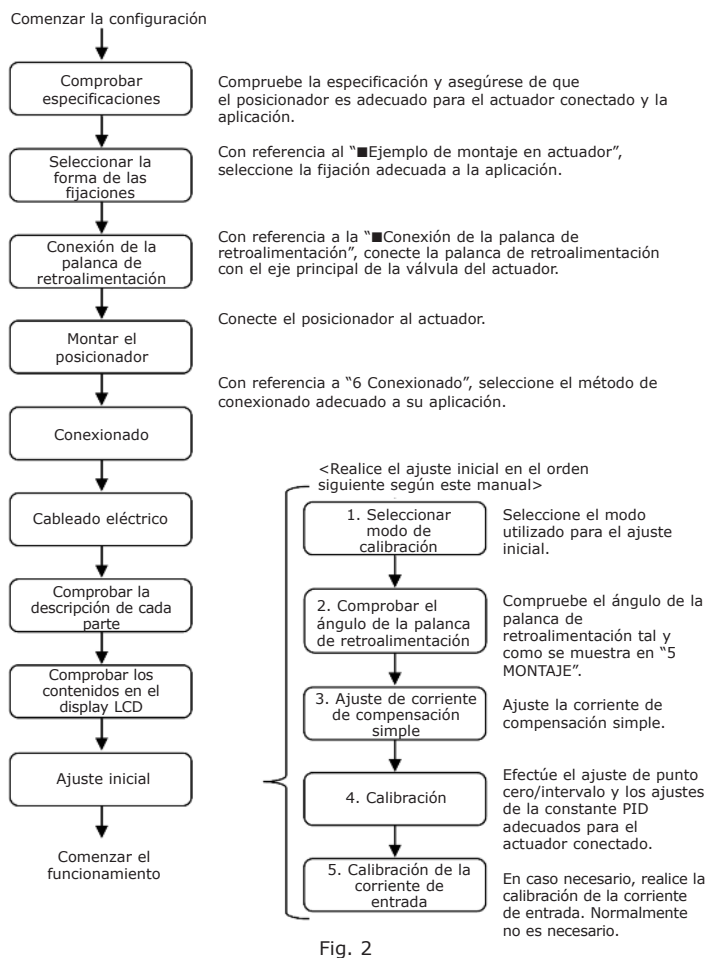 Comenzar la configuración
Comprobar
especificaciones
Compruebe la especificación y asegúrese de que
el posicionador es adecuado para el actuador conectado y la
aplicación.
Seleccionar la
forma de las
fijaciones
Con referencia al “■Ejemplo de montaje en actuador”,
seleccione la fijación adecuada a la aplicación.
Conexión de la
palanca de
retroalimentación
Con referencia a la “■Conexión de la palanca de
retroalimentación”, conecte la palanca de retroalimentación
con el eje principal de la válvula del actuador.
Montar el
posicionador
Conecte el posicionador al actuador.
Conexionado
Con referencia a “6 Conexionado”, seleccione el método de
conexionado adecuado a su aplicación.
Cableado eléctrico
Comprobar la
descripción de cada
parte
Comprobar los
contenidos en el
display LCD
Ajuste inicial
Comenzar el
funcionamiento
<Realice el ajuste inicial en el orden
siguiente según este manual>
1. Seleccionar
modo de
calibración
Seleccione el modo
utilizado para el ajuste
inicial.
2. Comprobar el
ángulo de la palanca
de retroalimentación
Compruebe el ángulo de la
palanca de
retroalimentación tal y
como se muestra en “5
MONTAJE”.
3. Ajuste de corriente
de compensación
simple
Ajuste la corriente de
compensación simple.
4. Calibración
Efectúe el ajuste de punto
cero/intervalo y los ajustes
de la constante PID
adecuados para el
actuador conectado.
5. Calibración de la
corriente de
entrada
En caso necesario, realice la
calibración de la corriente
de entrada. Normalmente
no es necesario.
Fig. 2